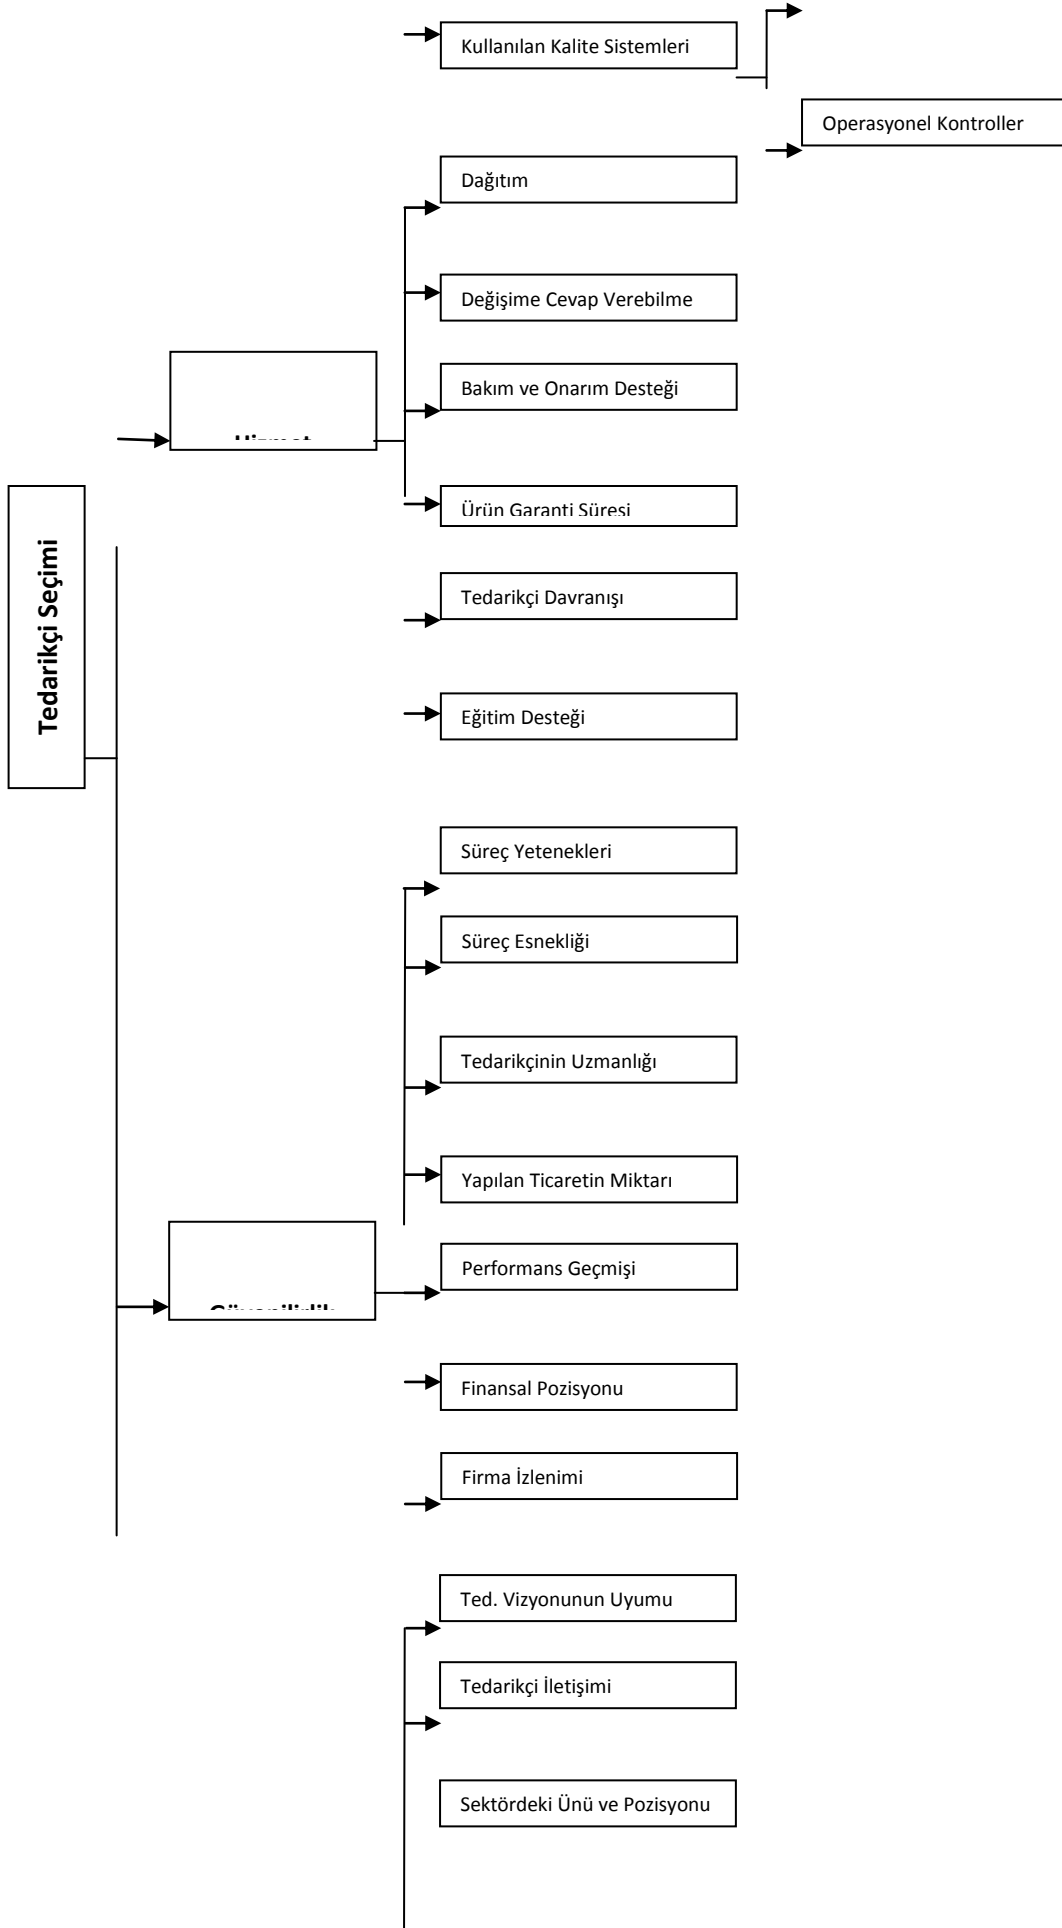 Kullanılan Kalite Sistemleri
Operasyonel Kontroller
Dağıtım
Değişime Cevap Verebilme
Bakım ve Onarım Desteği
Hizmet
Ürün Garanti Süresi
Tedarikçi Seçimi
Tedarikçi Davranışı
Eğitim Desteği
Süreç Yetenekleri
Süreç Esnekliği
Tedarikçinin Uzmanlığı
Yapılan Ticaretin Miktarı
Performans Geçmişi
Güvenilirlik
Finansal Pozisyonu
Firma İzlenimi
Ted. Vizyonunun Uyumu
Tedarikçi İletişimi
Sektördeki Ünü ve Pozisyonu